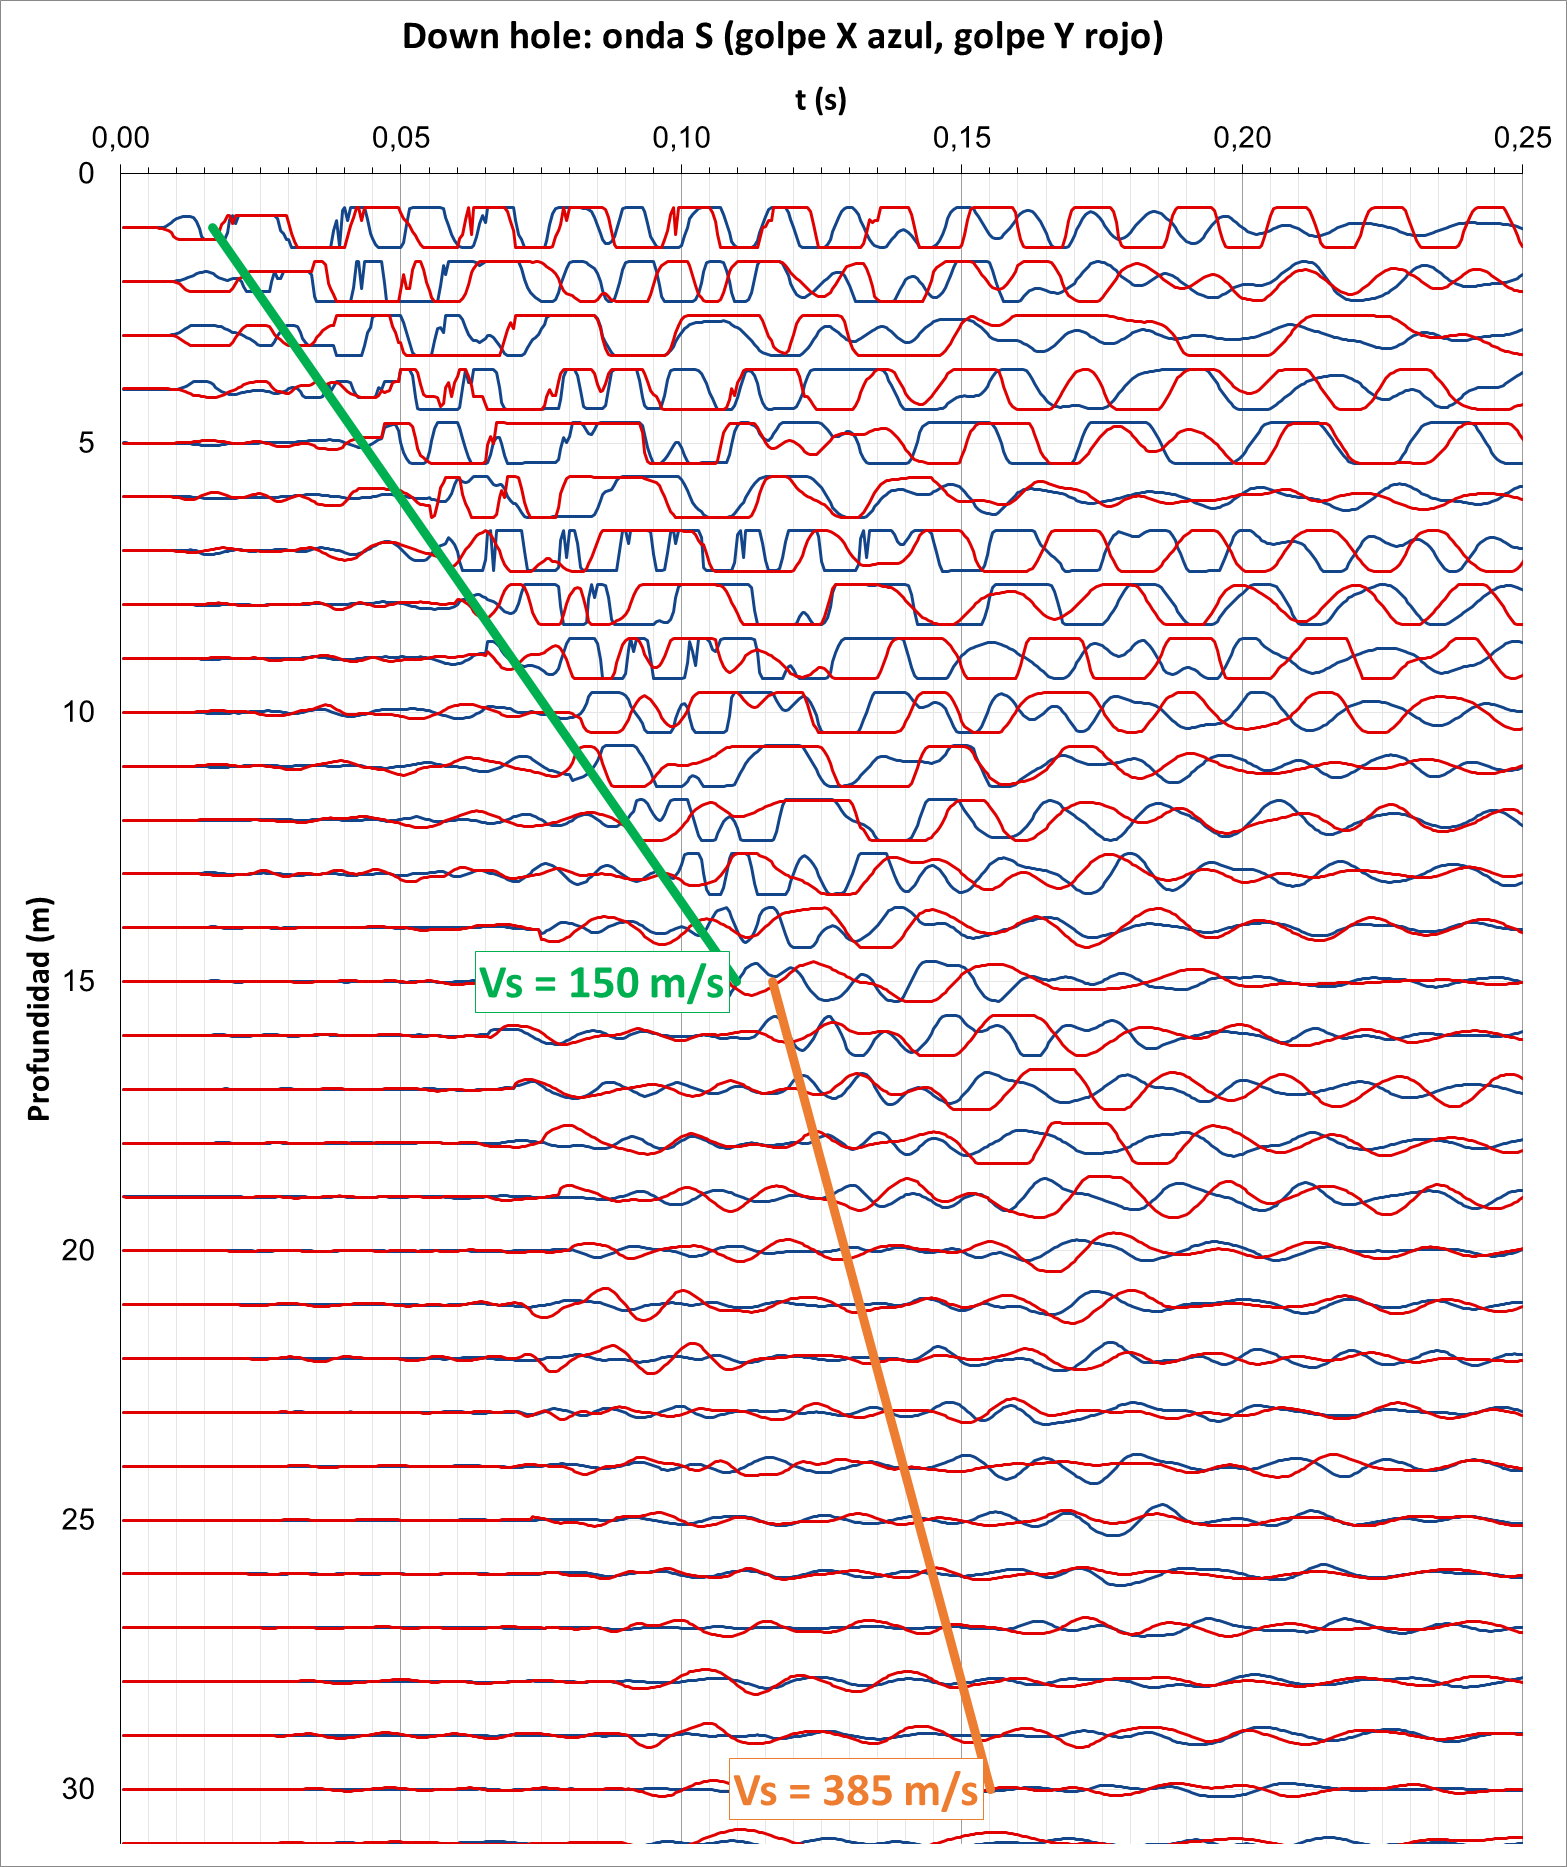 Down hole: onda S (golpe X azul, golpe Y rojo)
t (s)
0,00 0,05 0,10 0,15 0,20 0,25
0
5
10
Profundidad (m)
Vs = 150 m/s
15
20
25
Vs = 385 m/s
30